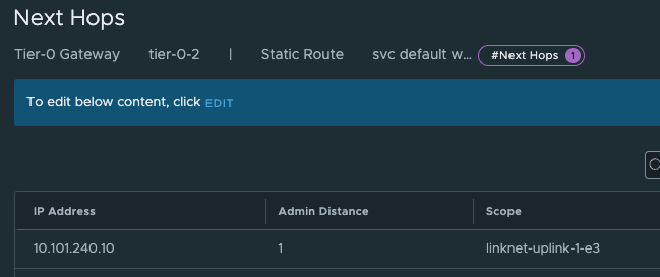 Next Hops
Tier-0 Gateway tier-0-2 | Static Route svc default w... #Next Hops 1
To edit below content, click EDIT
IP Address Admin Distance Scope
10.101.240.10 1 linknet-uplink-1-e3